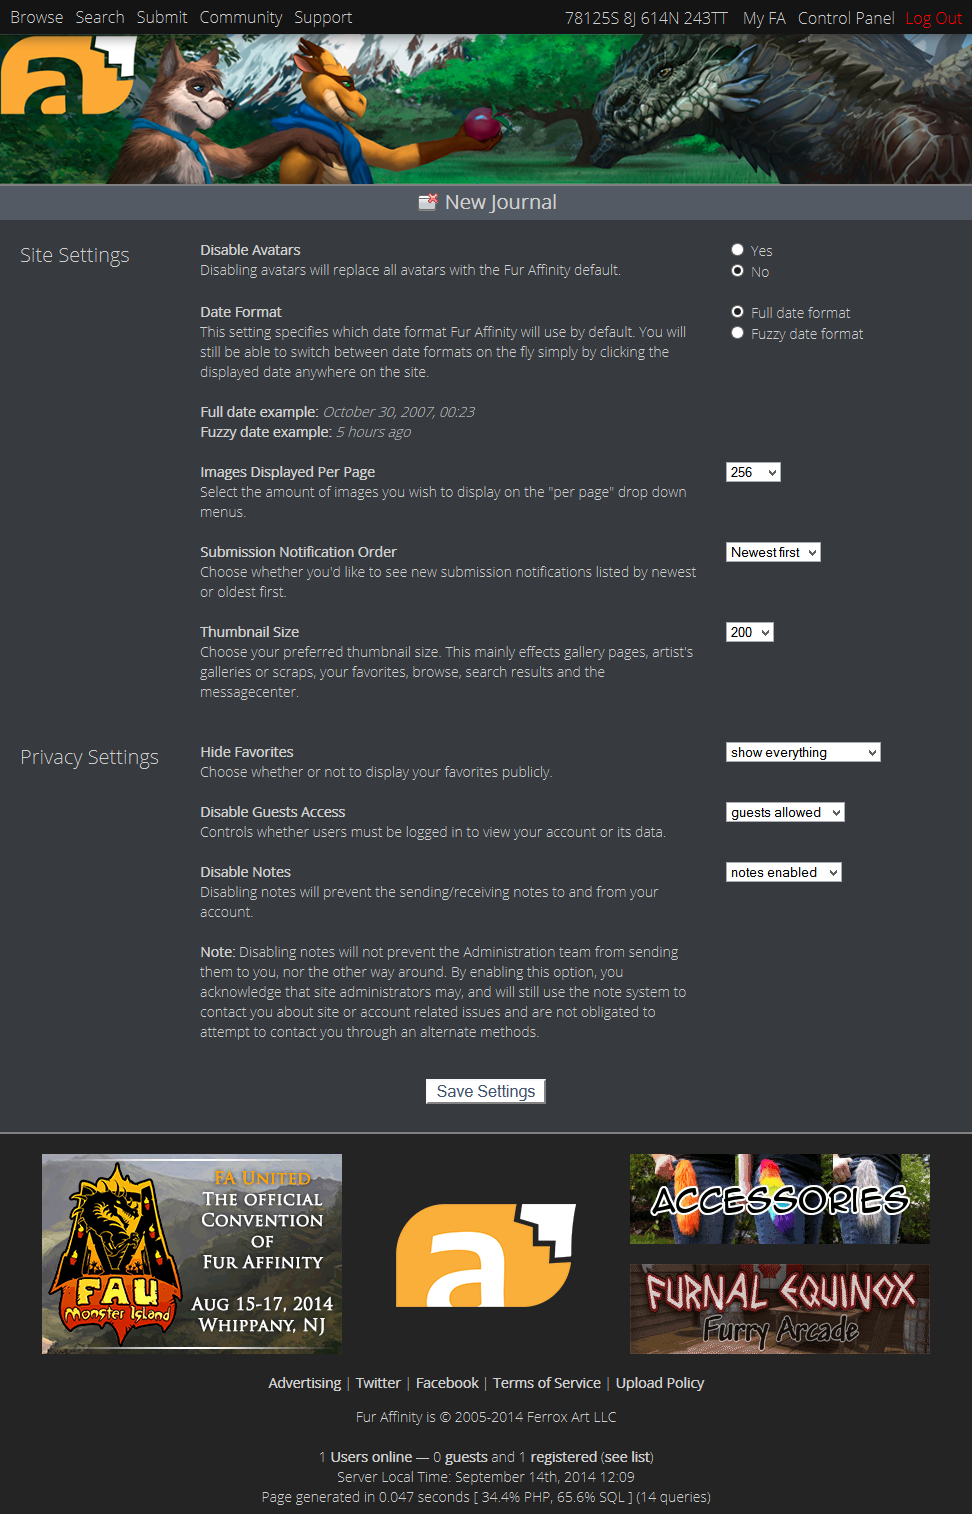 Browse Search Submit Community Support 78125S 8J 614N 243TT My FA Control Panel Log Out
a
New Journal
Site Settings
Disable Avatars
Disabling avatars will replace all avatars with the Fur Affinity default.
Yes
No
Date Format
This setting specifies which date format Fur Affinity will use by default. You will
still be able to switch between date formats on the fly simply by clicking the
displayed date anywhere on the site.
Full date format
Fuzzy date format
Full date example: October 30, 2007, 00:23
Fuzzy date example: 5 hours ago
Images Displayed Per Page
256
Select the amount of images you wish to display on the "per page" drop down
menus.
Submission Notification Order
Newest first
Choose whether you'd like to see new submission notifications listed by newest
or oldest first.
Thumbnail Size
200
Choose your preferred thumbnail size. This mainly effects gallery pages, artist's
galleries or scraps, your favorites, browse, search results and the
messagecenter.
Privacy Settings
Hide Favorites
show everything
Choose whether or not to display your favorites publicly.
Disable Guests Access
guests allowed
Controls whether users must be logged in to view your account or its data.
Disable Notes
notes enabled
Disabling notes will prevent the sending/receiving notes to and from your
account.
Note: Disabling notes will not prevent the Administration team from sending
them to you, nor the other way around. By enabling this option, you
acknowledge that site administrators may, and will still use the note system to
contact you about site or account related issues and are not obligated to
attempt to contact you through an alternate methods.
Save Settings
FAU
Monster Island
FA United
The official
Convention
of
Fur Affinity
Aug 15-17, 2014
Whippany, NJ
a
ACCESSORIES
FURNAL EQUINOX
Furry Arcade
Advertising | Twitter | Facebook | Terms of Service | Upload Policy
Fur Affinity is © 2005-2014 Ferrox Art LLC
1 Users online — 0 guests and 1 registered (see list)
Server Local Time: September 14th, 2014 12:09
Page generated in 0.047 seconds [ 34.4% PHP, 65.6% SQL ] (14 queries)